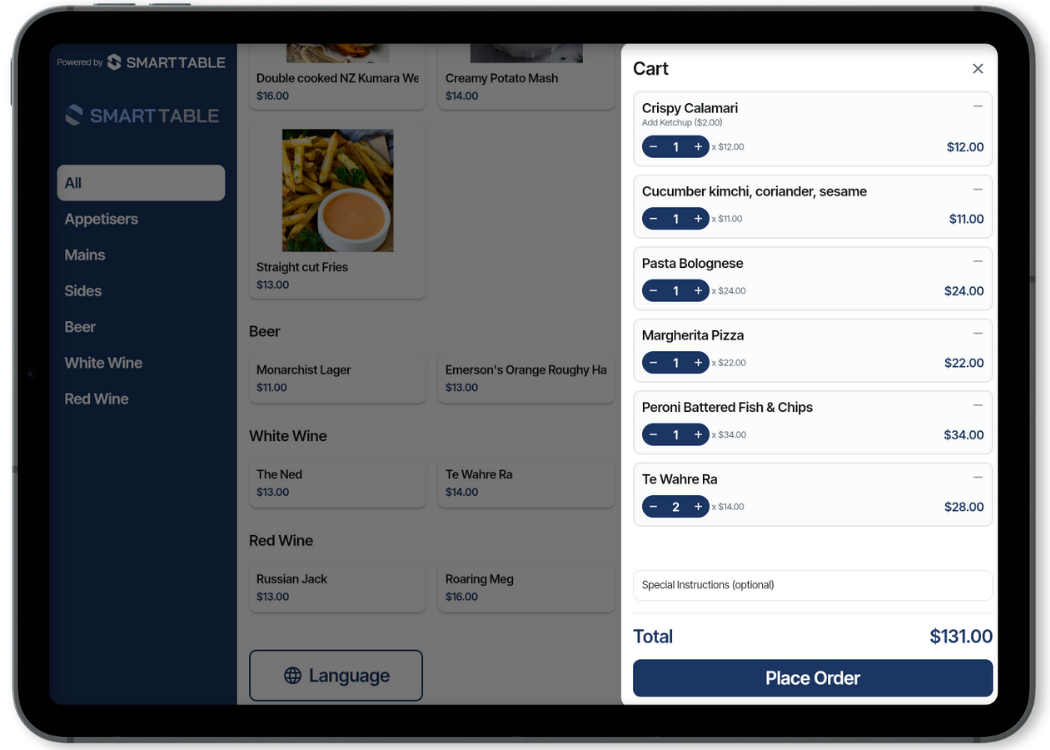 Powered by SMARTTABLE
SMARTTABLE
All
Appetisers
Mains
Sides
Beer
White Wine
Red Wine
Double cooked NZ Kumara We
$16.00
Creamy Potato Mash
$14.00
Straight cut Fries
$13.00
Beer
Monarchist Lager
$11.00
Emerson's Orange Roughy Ha
$13.00
White Wine
The Ned
$13.00
Te Wahre Ra
$14.00
Red Wine
Russian Jack
$13.00
Roaring Meg
$16.00
Language
Cart
Crispy Calamari
Add Ketchup ($2.00)
− 1 + x $12.00 $12.00
Cucumber kimchi, coriander, sesame
− 1 + x $11.00 $11.00
Pasta Bolognese
− 1 + x $24.00 $24.00
Margherita Pizza
− 1 + x $22.00 $22.00
Peroni Battered Fish & Chips
− 1 + x $34.00 $34.00
Te Wahre Ra
− 2 + x $14.00 $28.00
Special Instructions (optional)
Total $131.00
Place Order